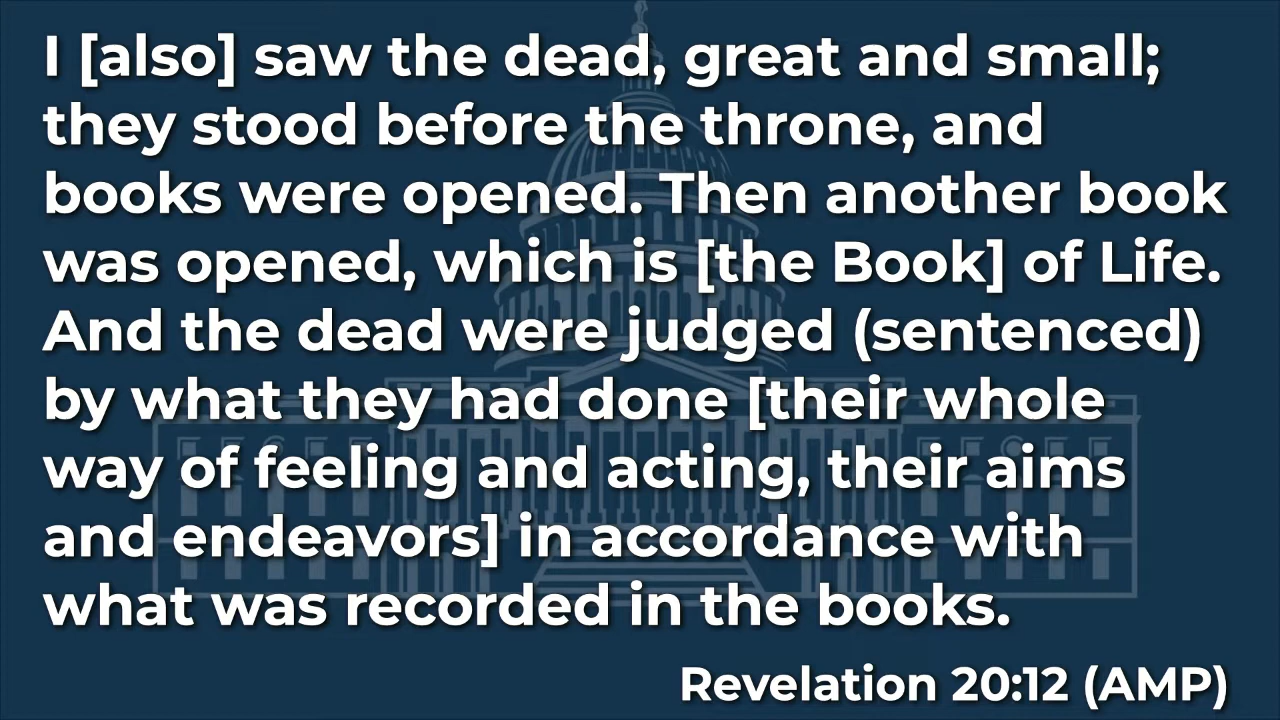 I [also] saw the dead, great and small;
they stood before the throne, and
books were opened. Then another book
was opened, which is [the Book] of Life.
And the dead were judged (sentenced)
by what they had done [their whole
way of feeling and acting, their aims
and endeavors] in accordance with
what was recorded in the books.
Revelation 20:12 (AMP)